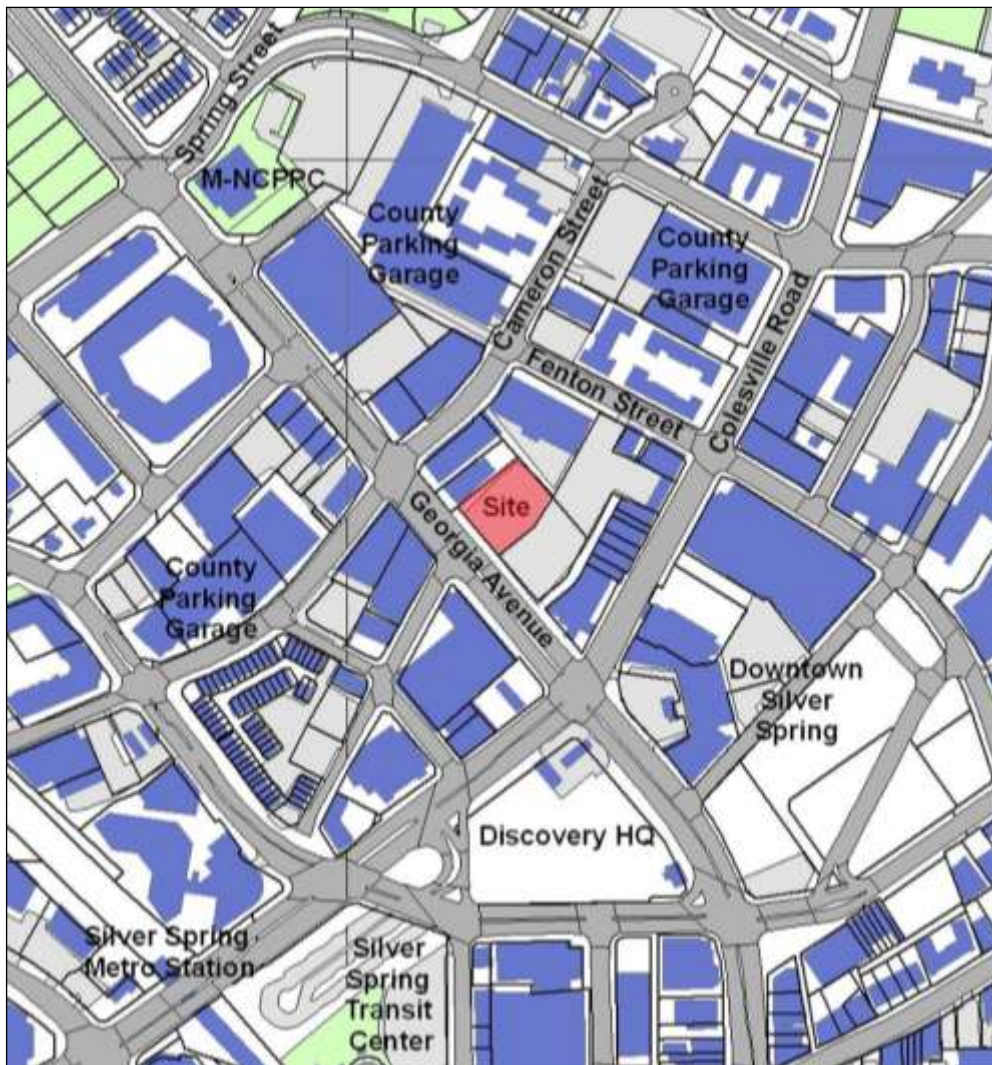 Spring Street
M-NCPPC
County
Parking
Garage
Cameron Street
County
Parking
Garage
Colesville Road
Fenton Street
Site
Georgia Avenue
County
Parking
Garage
Downtown
Silver
Spring
Discovery HQ
Silver Spring
Metro Station
Silver
Spring
Transit
Center